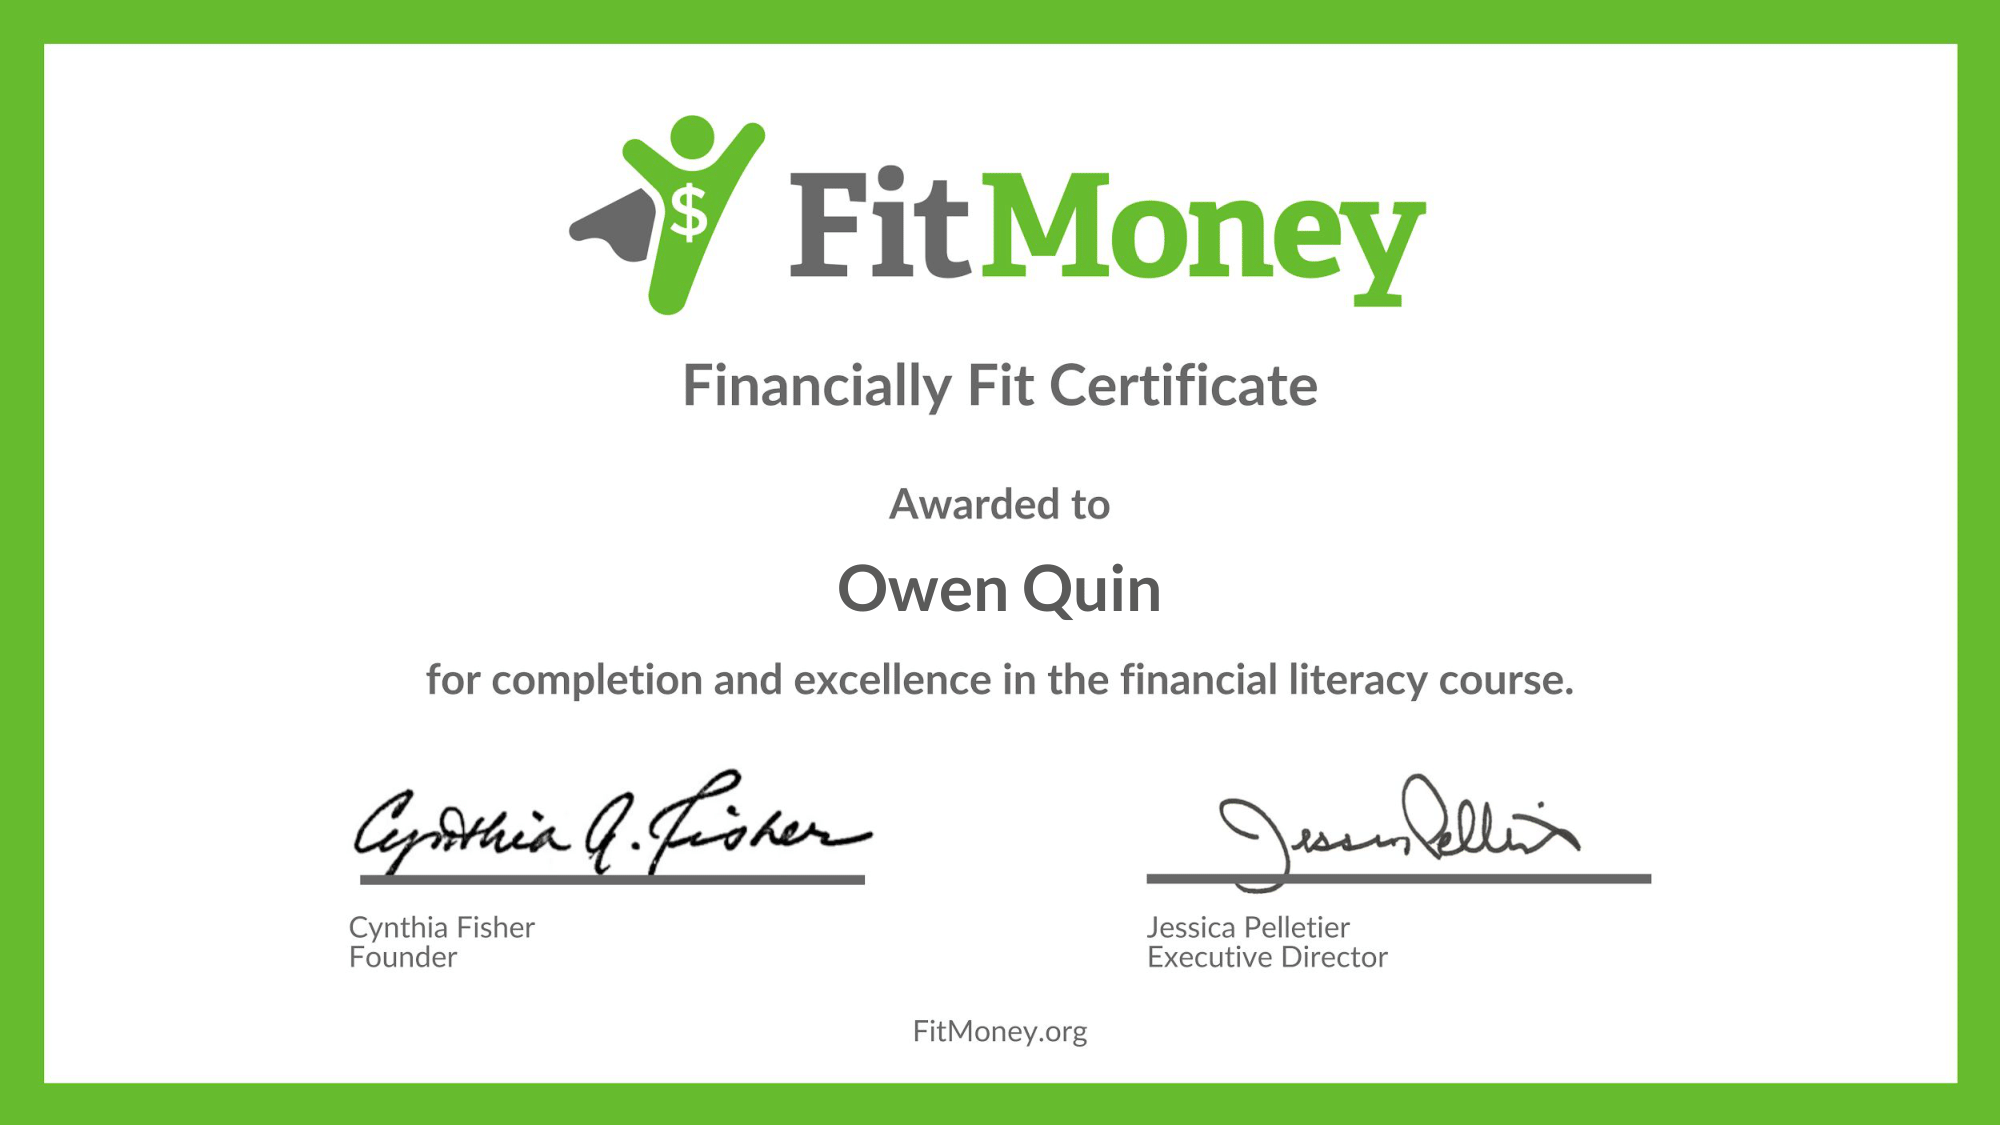 $
FitMoney
Financially Fit Certificate
Awarded to
Owen Quin
for completion and excellence in the financial literacy course.
Cynthia A. Fisher
Jessica Pelletier
Cynthia Fisher
Founder
Jessica Pelletier
Executive Director
FitMoney.org